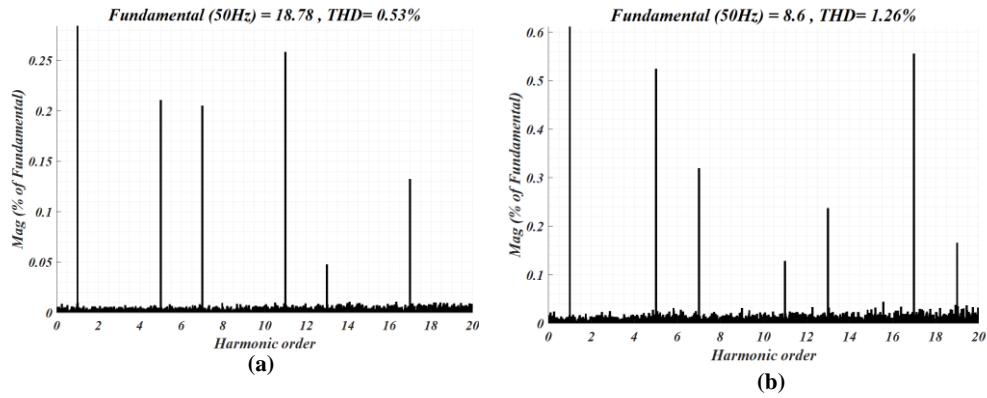 Fundamental (50Hz) = 18.78 , THD= 0.53%
Mag (% of Fundamental)
0.25
0.2
0.15
0.1
0.05
0
0 2 4 6 8 10 12 14 16 18 20
Harmonic order
(a)
Fundamental (50Hz) = 8.6 , THD= 1.26%
Mag (% of Fundamental)
0.6
0.5
0.4
0.3
0.2
0.1
0
0 2 4 6 8 10 12 14 16 18 20
Harmonic order
(b)